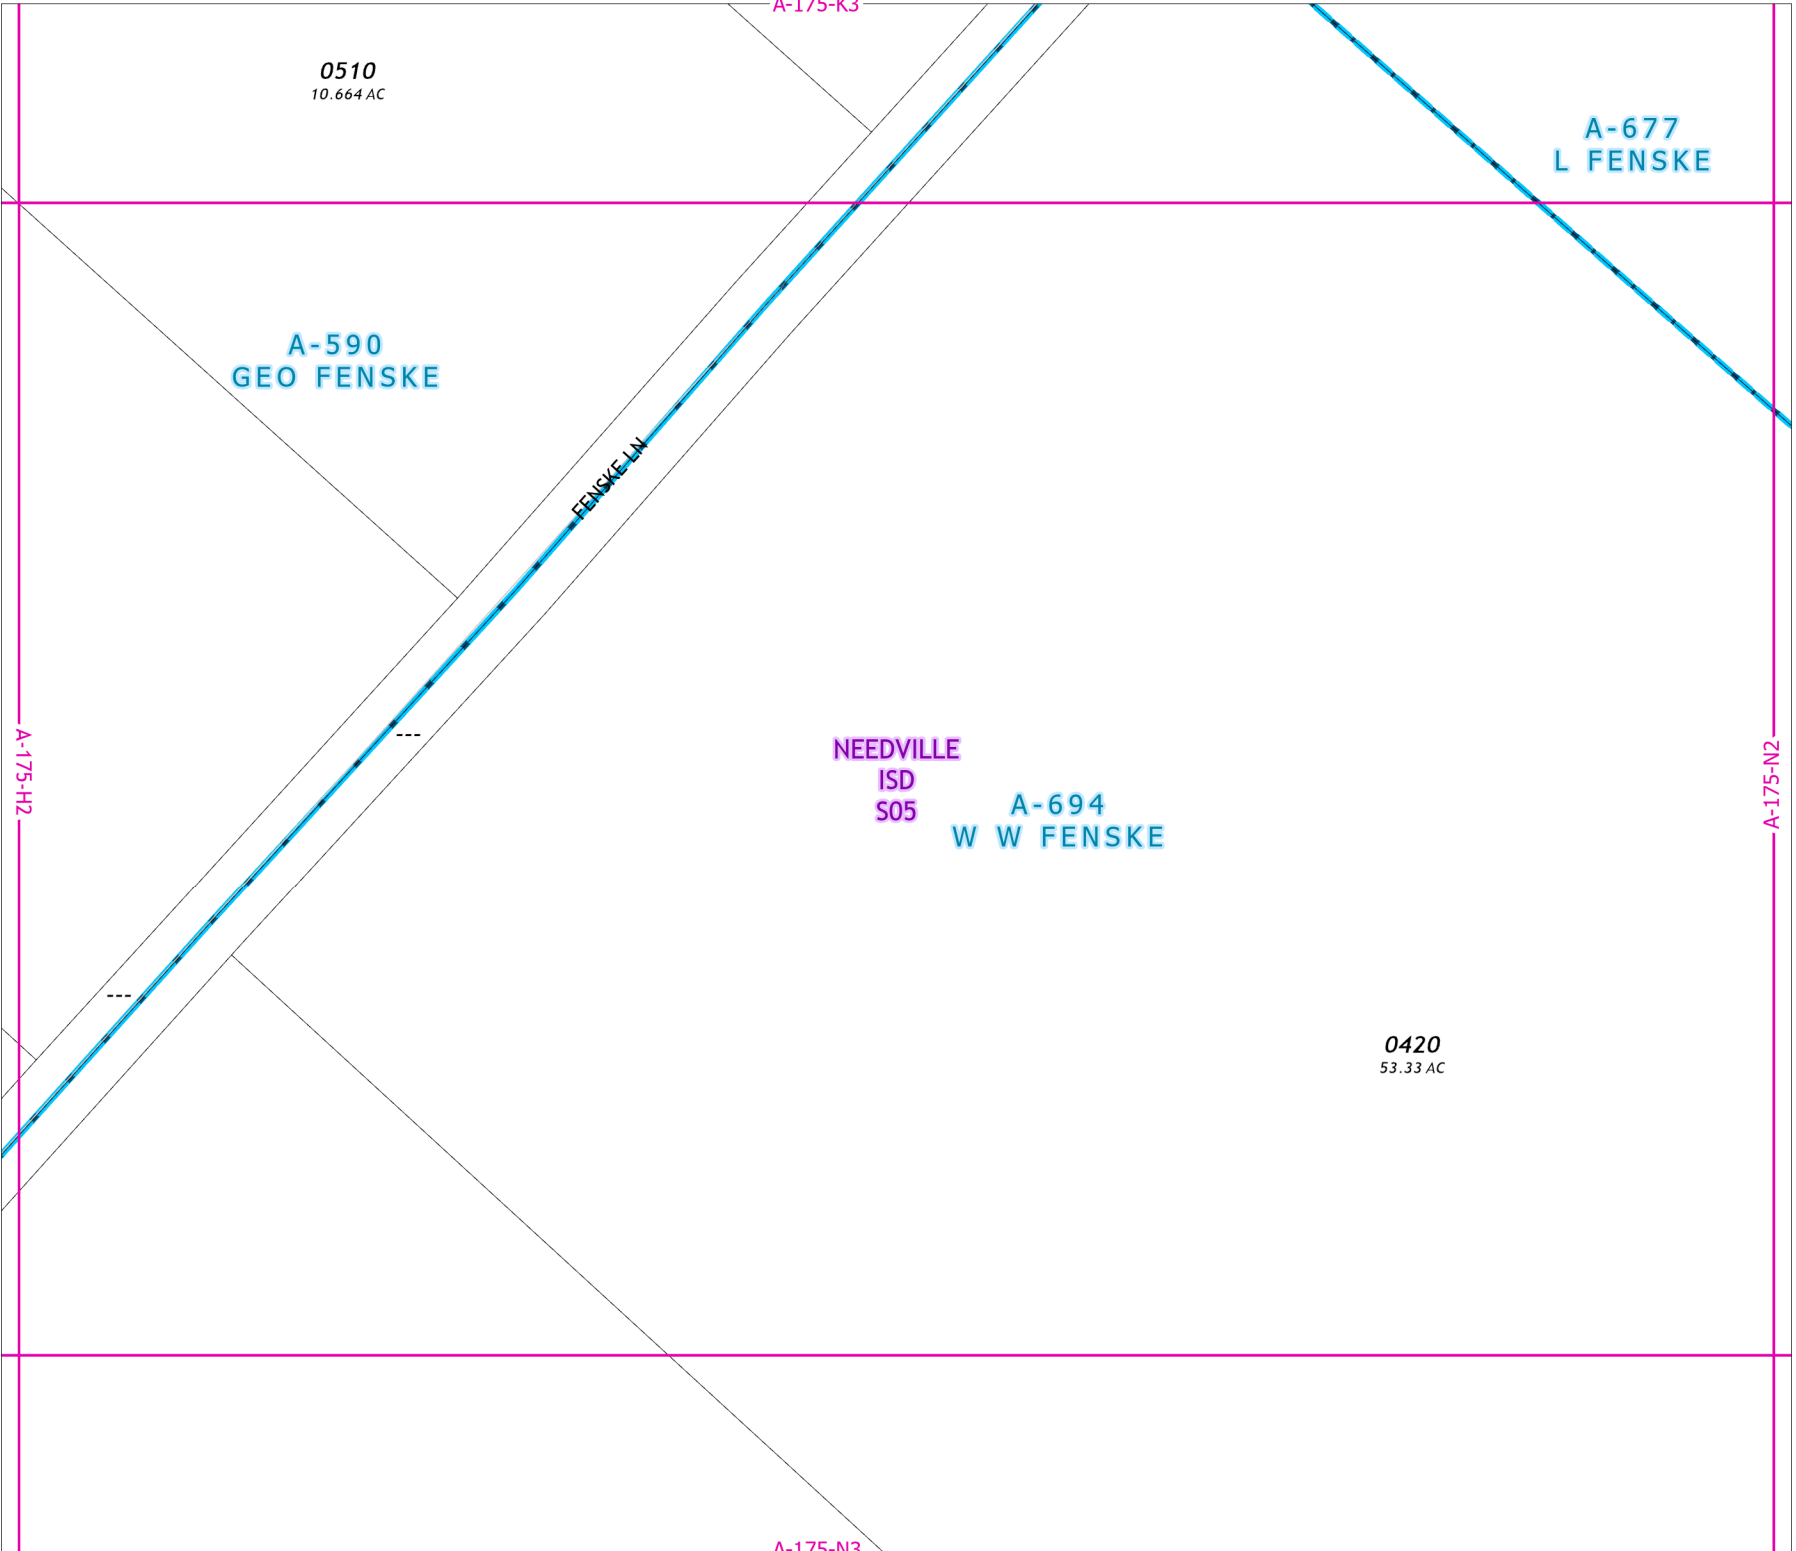 A-175-K3
0510
10.664 AC
A-677
L FENSKE
A-590
GEO FENSKE
FENSKE LN
---
A-175-H2
NEEDVILLE
ISD
S05
A-694
W W FENSKE
A-175-N2
---
0420
53.33 AC
A-175-N3